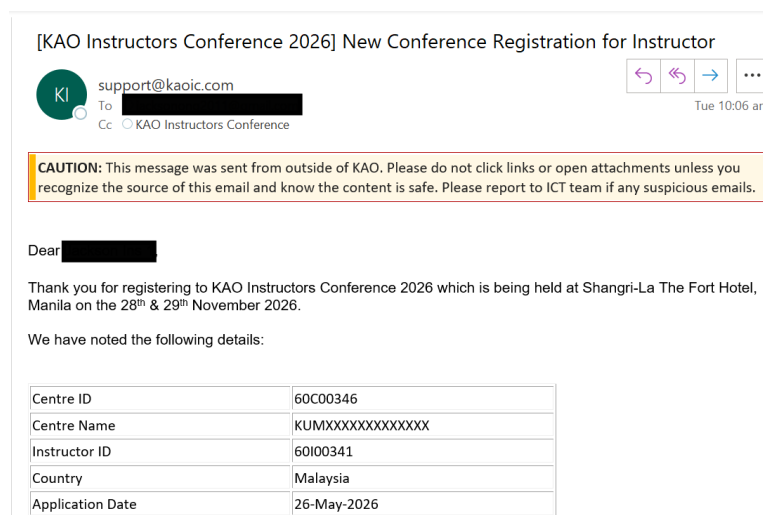 [KAO Instructors Conference 2026] New Conference Registration for Instructor
KI
support@kaoic.com
To
Tue 10:06 am
Cc KAO Instructors Conference
CAUTION: This message was sent from outside of KAO. Please do not click links or open attachments unless you
recognize the source of this email and know the content is safe. Please report to ICT team if any suspicious emails.
Dear
Thank you for registering to KAO Instructors Conference 2026 which is being held at Shangri-La The Fort Hotel,
Manila on the 28th & 29th November 2026.
We have noted the following details:
Centre ID 60C00346
Centre Name KUMXXXXXXXXXXXXX
Instructor ID 60I00341
Country Malaysia
Application Date 26-May-2026